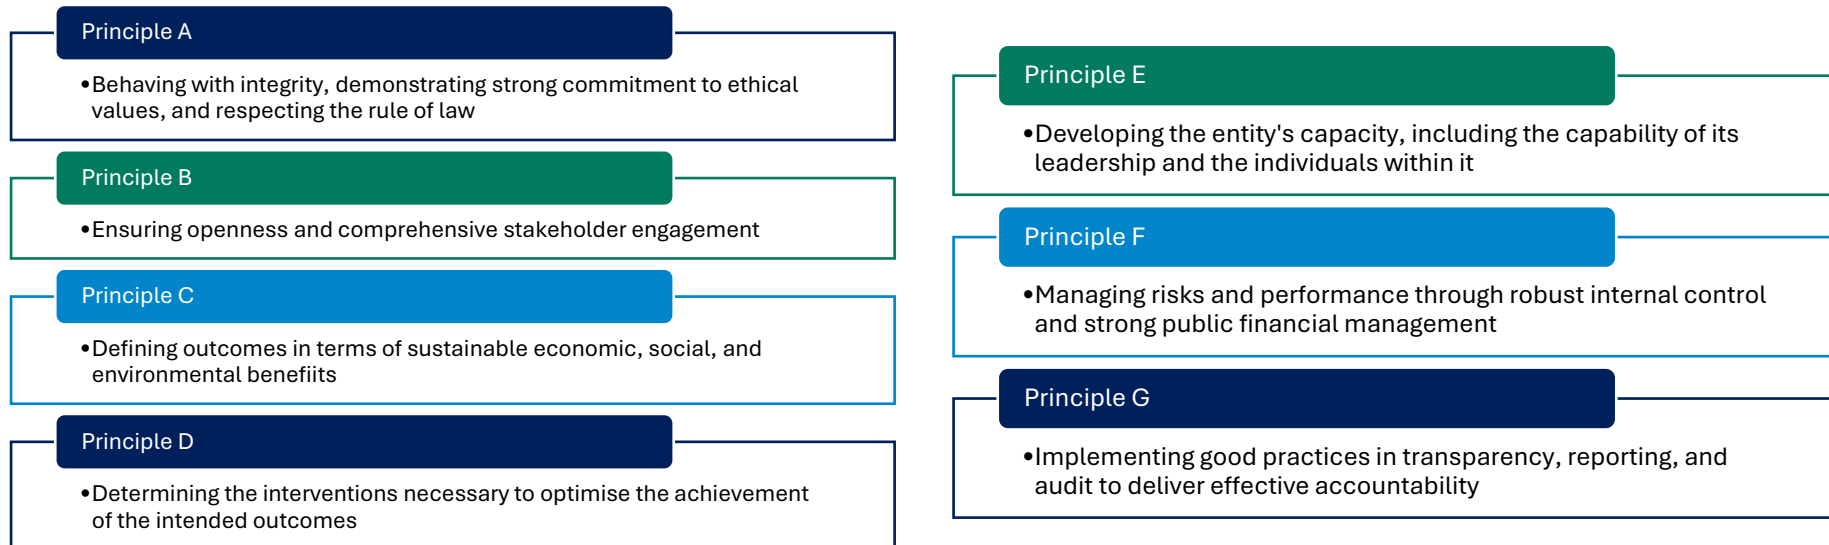 Principle A
•Behaving with integrity, demonstrating strong commitment to ethical
values, and respecting the rule of law
Principle B
•Ensuring openness and comprehensive stakeholder engagement
Principle C
•Defining outcomes in terms of sustainable economic, social, and
environmental benefiits
Principle D
•Determining the interventions necessary to optimise the achievement
of the intended outcomes
Principle E
•Developing the entity's capacity, including the capability of its
leadership and the individuals within it
Principle F
•Managing risks and performance through robust internal control
and strong public financial management
Principle G
•Implementing good practices in transparency, reporting, and
audit to deliver effective accountability